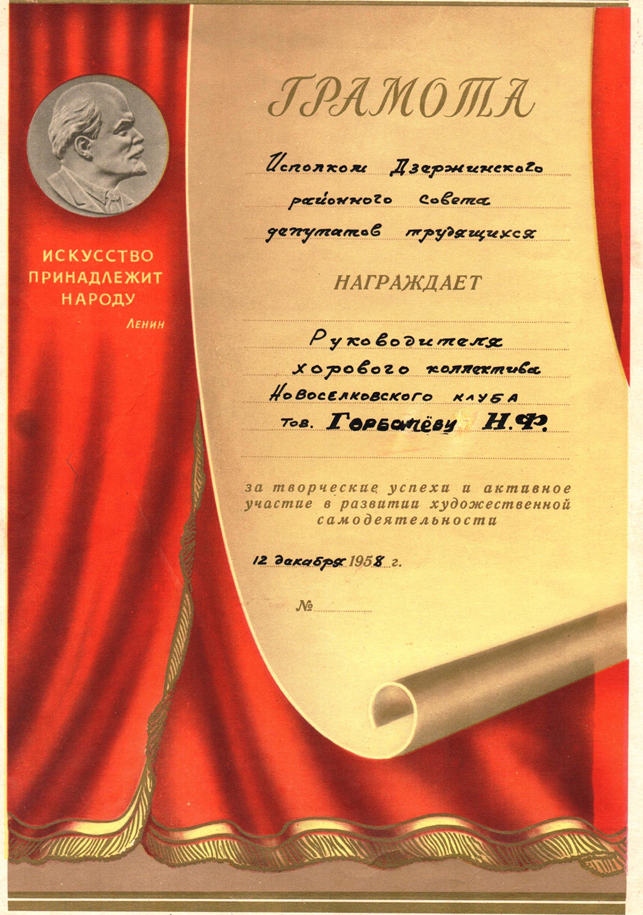 ГРАМОТА
Исполком Дзержинского
районного Совета
депутатов трудящихся
НАГРАЖДАЕТ
Руководителя
хорового коллектива
Новоселковского клуба
тов. Горбачёву Н.Ф.
за творческие успехи и активное
участие в развитии художественной
самодеятельности
12 декабря 1958 г.
№
ИСКУССТВО
ПРИНАДЛЕЖИТ
НАРОДУ
Ленин